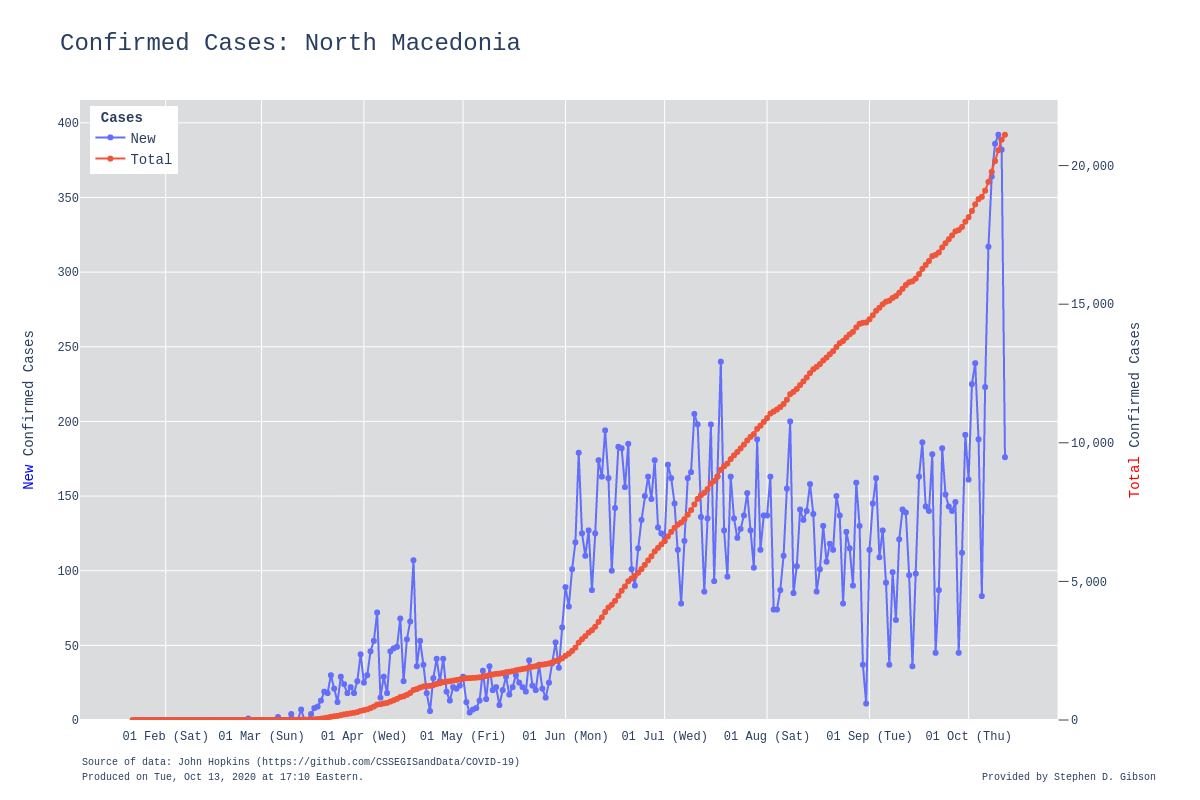 Confirmed Cases: North Macedonia
Cases
New
Total
400
350
300
250
200
150
100
50
0
New Confirmed Cases
20,000
15,000
10,000
5,000
0
Total Confirmed Cases
01 Feb (Sat) 01 Mar (Sun) 01 Apr (Wed) 01 May (Fri) 01 Jun (Mon) 01 Jul (Wed) 01 Aug (Sat) 01 Sep (Tue) 01 Oct (Thu)
Source of data: John Hopkins (https://github.com/CSSEGISandData/COVID-19)
Produced on Tue, Oct 13, 2020 at 17:10 Eastern.
Provided by Stephen D. Gibson